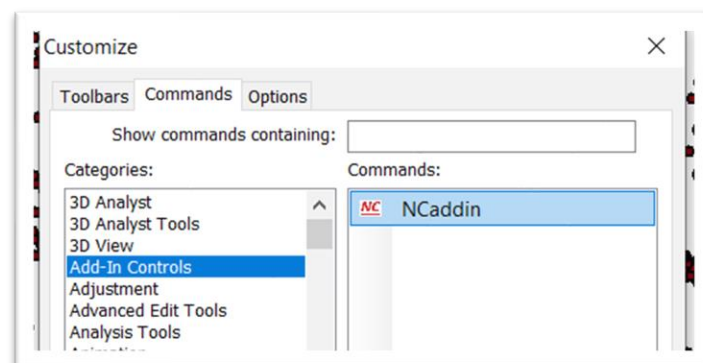 Customize
Toolbars Commands Options
Show commands containing:
Categories:
Commands:
3D Analyst
3D Analyst Tools
3D View
Add-In Controls
Adjustment
Advanced Edit Tools
Analysis Tools
NC NCaddin